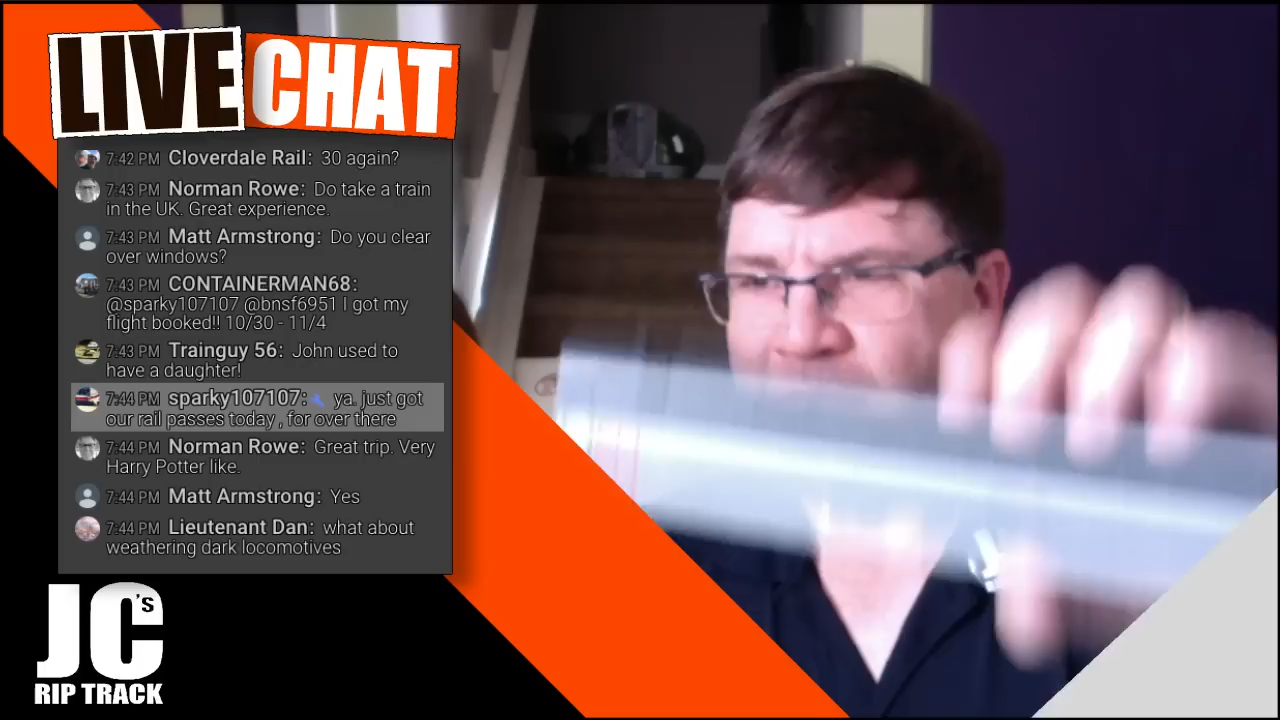 LIVE CHAT
7:42 PM Cloverdale Rail: 30 again?
7:43 PM Norman Rowe: Do take a train
in the UK. Great experience.
7:43 PM Matt Armstrong: Do you clear
over windows?
7:43 PM CONTAINERMAN68:
@sparky107107 @bnsf6951 I got my
flight booked!! 10/30 - 11/4
7:43 PM Trainguy 56: John used to
have a daughter!
7:44 PM sparky107107: ya. just got
our rail passes today , for over there
7:44 PM Norman Rowe: Great trip. Very
Harry Potter like.
7:44 PM Matt Armstrong: Yes
7:44 PM Lieutenant Dan: what about
weathering dark locomotives
JC'S
RIP TRACK